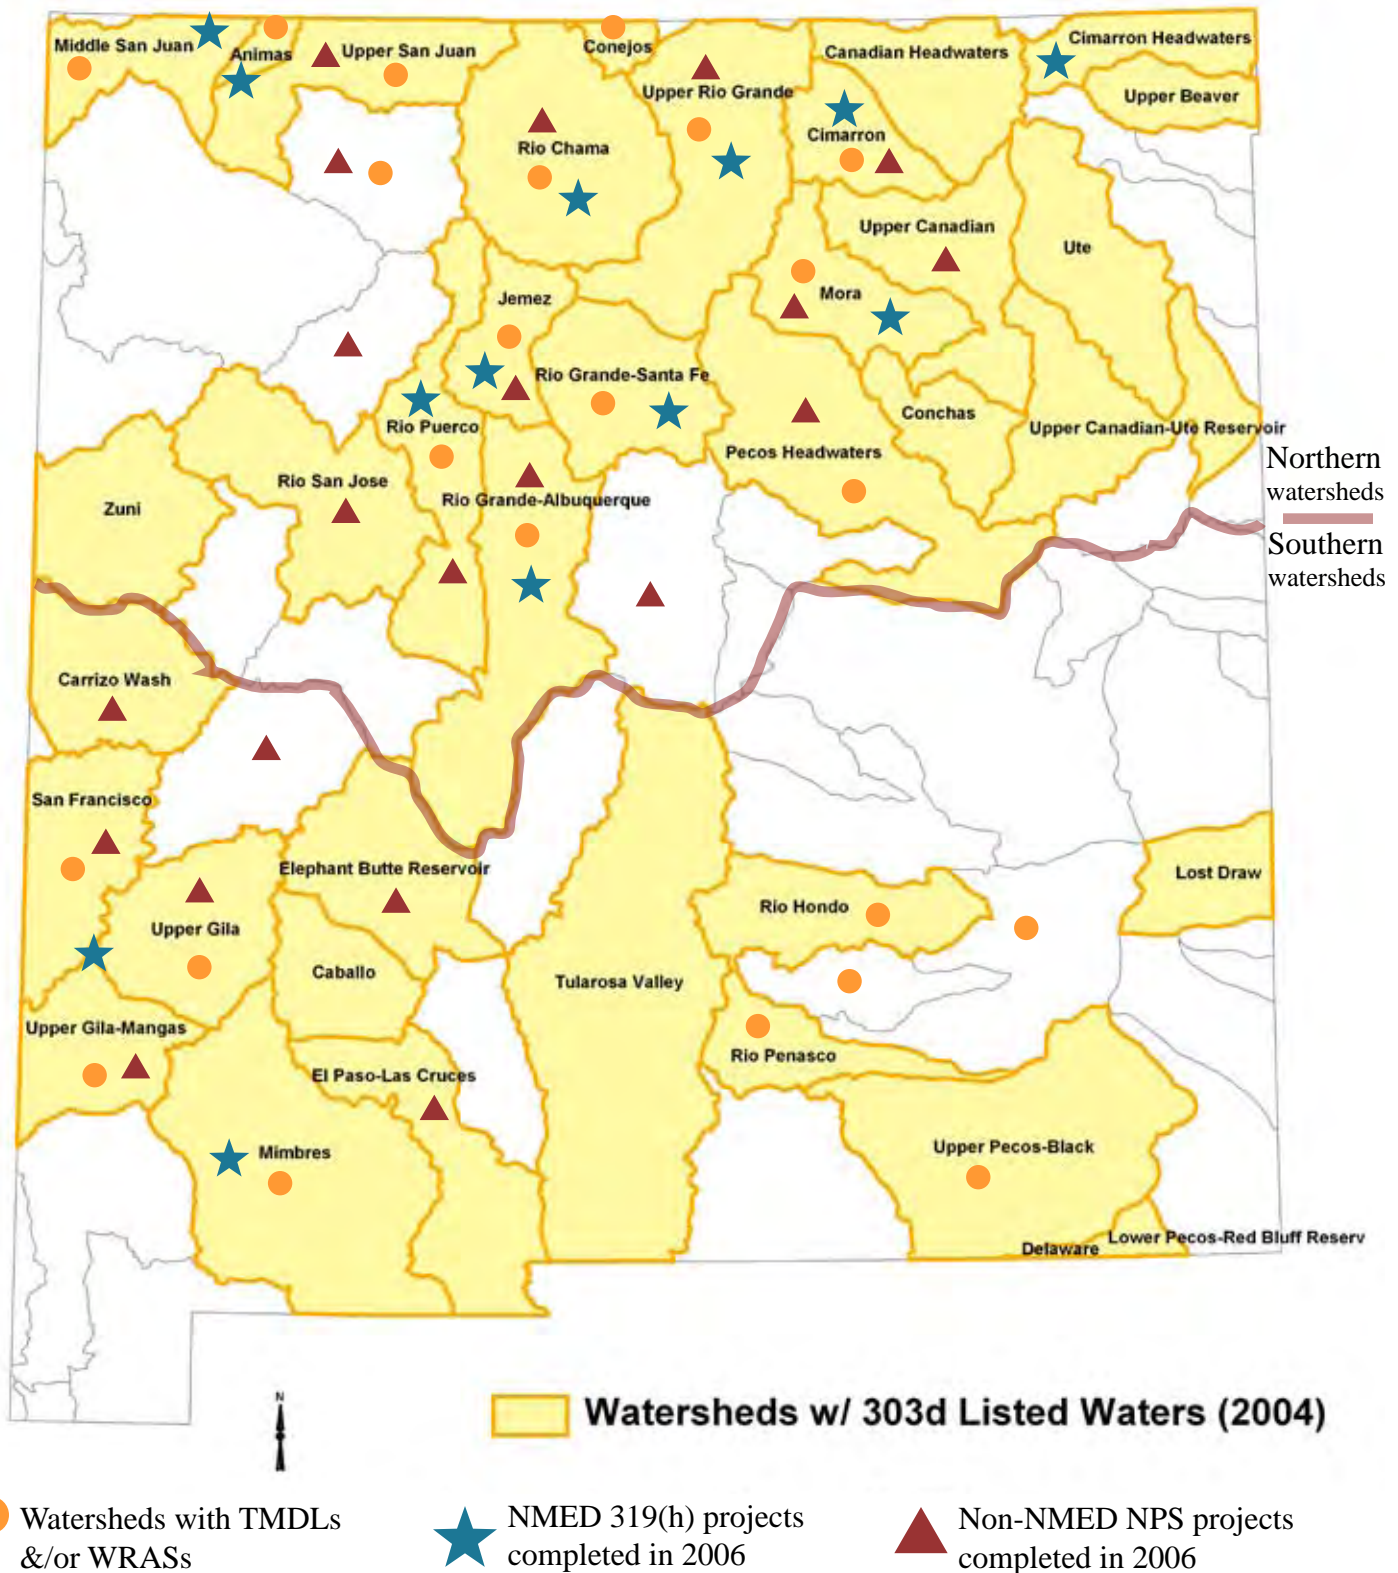 Middle San Juan
Animas
Upper San Juan
Conejos
Canadian Headwaters
Cimarron Headwaters
Upper Rio Grande
Upper Beaver
Rio Chama
Cimarron
Upper Canadian
Ute
Jemez
Mora
Rio Grande-Santa Fe
Conchas
Rio Puerco
Upper Canadian-Ute Reservoir
Pecos Headwaters
Northern
watersheds
Rio San Jose
Rio Grande-Albuquerque
Zuni
Southern
watersheds
Carrizo Wash
San Francisco
Elephant Butte Reservoir
Lost Draw
Rio Hondo
Upper Gila
Caballo
Tularosa Valley
Upper Gila-Mangas
Rio Penasco
El Paso-Las Cruces
Mimbres
Upper Pecos-Black
Lower Pecos-Red Bluff Reserv
Delaware
N
Watersheds w/ 303d Listed Waters (2004)
Watersheds with TMDLs
&/or WRASs
NMED 319(h) projects
completed in 2006
Non-NMED NPS projects
completed in 2006